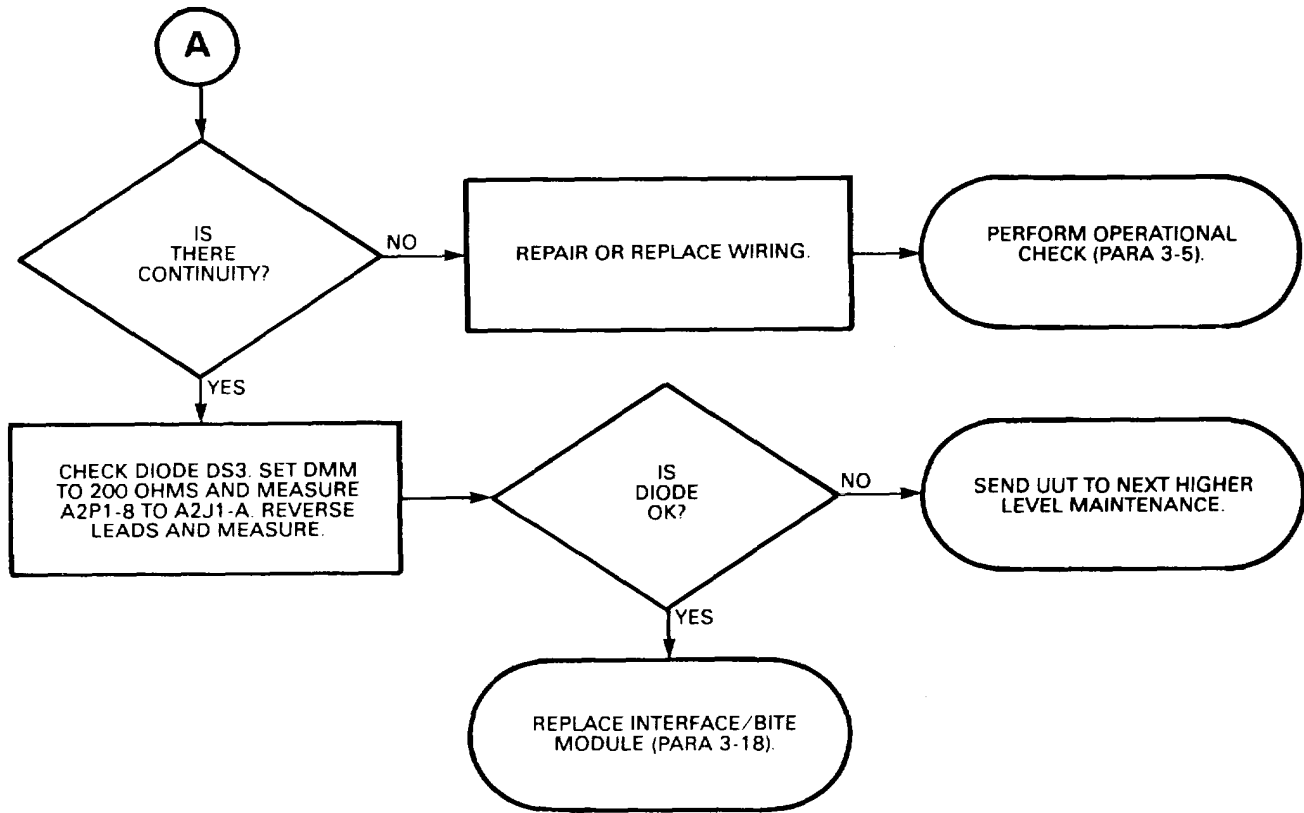 A
IS
THERE
CONTINUITY?
NO
REPAIR OR REPLACE WIRING.
PERFORM OPERATIONAL
CHECK (PARA 3-5).
YES
CHECK DIODE DS3. SET DMM
TO 200 OHMS AND MEASURE
A2P1-8 TO A2J1-A. REVERSE
LEADS AND MEASURE.
IS
DIODE
OK?
NO
SEND UUT TO NEXT HIGHER
LEVEL MAINTENANCE.
YES
REPLACE INTERFACE/BITE
MODULE (PARA 3-18).